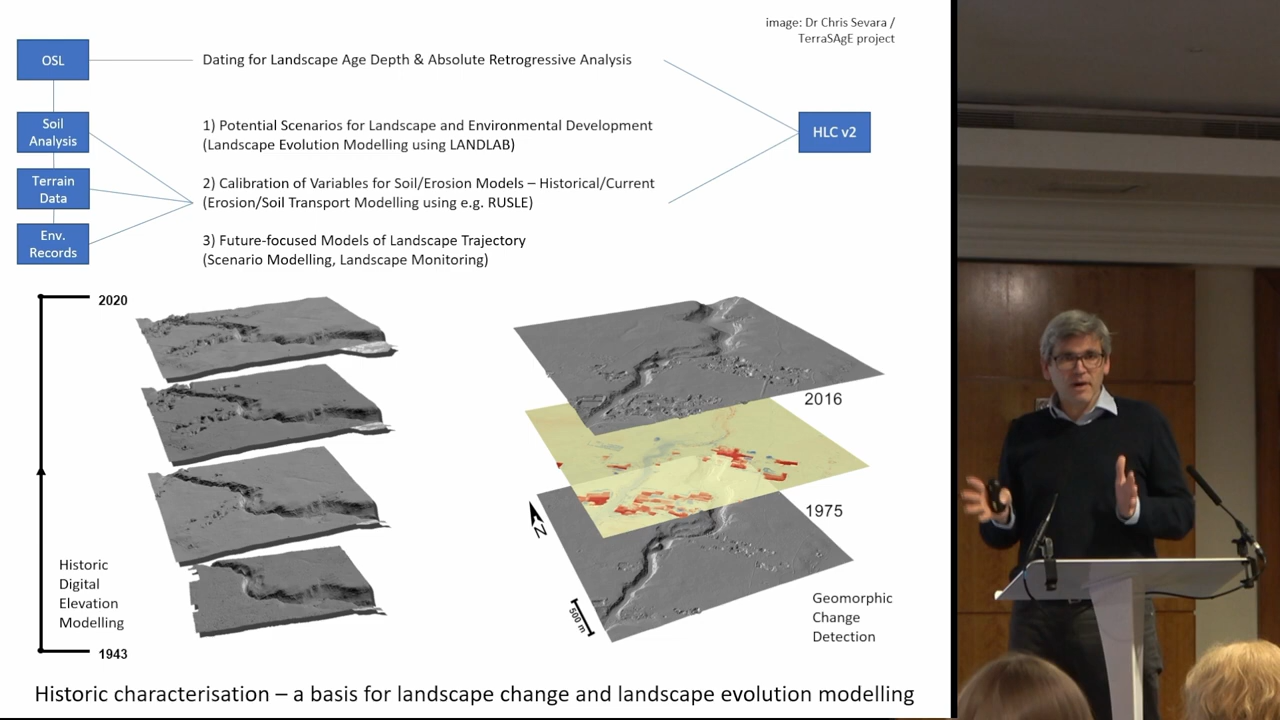 image: Dr Chris Sevara /
TerraSAgE project
OSL
Dating for Landscape Age Depth & Absolute Retrogressive Analysis
Soil
Analysis
1) Potential Scenarios for Landscape and Environmental Development
(Landscape Evolution Modelling using LANDLAB)
HLC v2
Terrain
Data
2) Calibration of Variables for Soil/Erosion Models – Historical/Current
(Erosion/Soil Transport Modelling using e.g. RUSLE)
Env.
Records
3) Future-focused Models of Landscape Trajectory
(Scenario Modelling, Landscape Monitoring)
2020
2016
1975
N
500 m
Historic
Digital
Elevation
Modelling
Geomorphic
Change
Detection
1943
Historic characterisation – a basis for landscape change and landscape evolution modelling